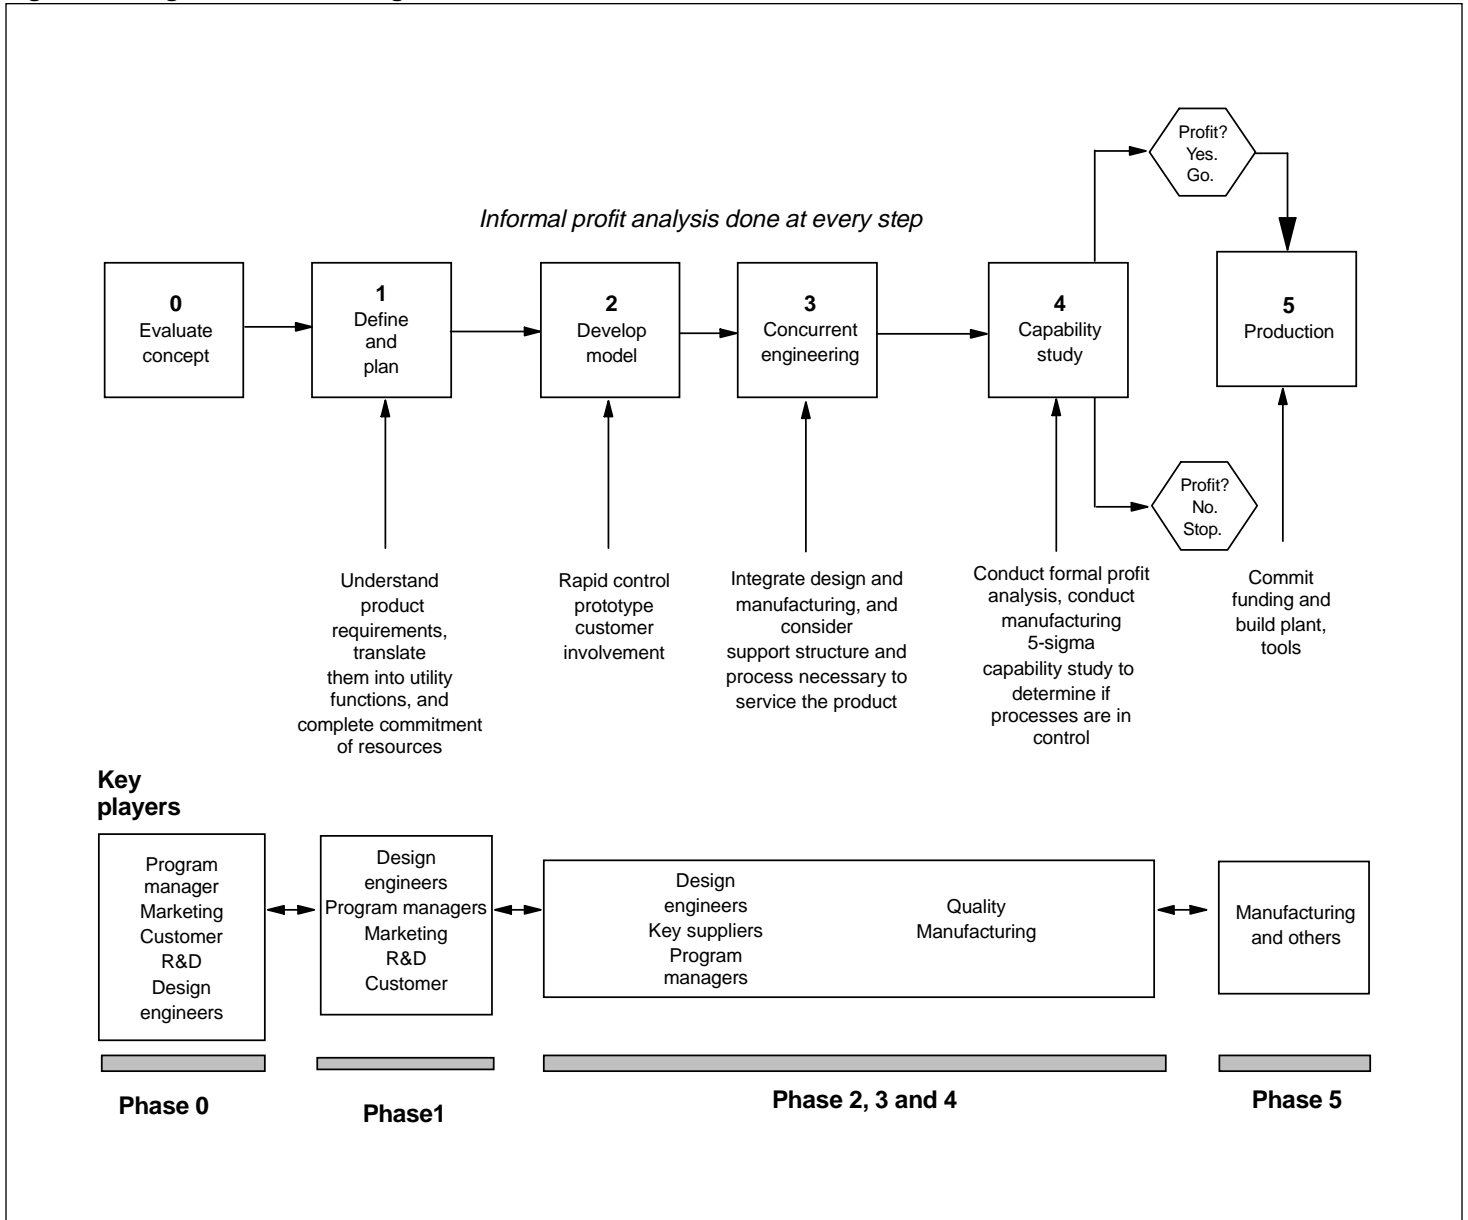 Profit?
Yes.
Go.
Informal profit analysis done at every step
0
Evaluate
concept
1
Define
and
plan
2
Develop
model
3
Concurrent
engineering
4
Capability
study
5
Production
Profit?
No.
Stop.
Understand
product
requirements,
translate
them into utility
functions, and
complete commitment
of resources
Rapid control
prototype
customer
involvement
Integrate design and
manufacturing, and
consider
support structure and
process necessary to
service the product
Conduct formal profit
analysis, conduct
manufacturing
5-sigma
capability study to
determine if
processes are in
control
Commit
funding and
build plant,
tools
Key
players
Program
manager
Marketing
Customer
R&D
Design
engineers
Design
engineers
Program managers
Marketing
R&D
Customer
Design
engineers
Key suppliers
Program
managers
Quality
Manufacturing
Manufacturing
and others
Phase 0
Phase1
Phase 2, 3 and 4
Phase 5